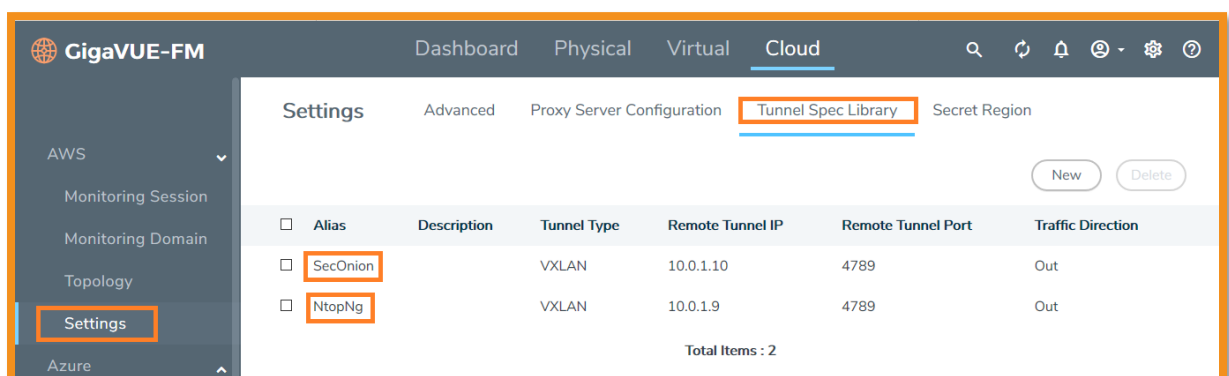 GigaVUE-FM
Dashboard Physical Virtual Cloud
Settings Advanced Proxy Server Configuration Tunnel Spec Library Secret Region
AWS
Monitoring Session
Monitoring Domain
Topology
Settings
Azure
New Delete
Alias Description Tunnel Type Remote Tunnel IP Remote Tunnel Port Traffic Direction
SecOnion VXLAN 10.0.1.10 4789 Out
NtopNg VXLAN 10.0.1.9 4789 Out
Total Items : 2